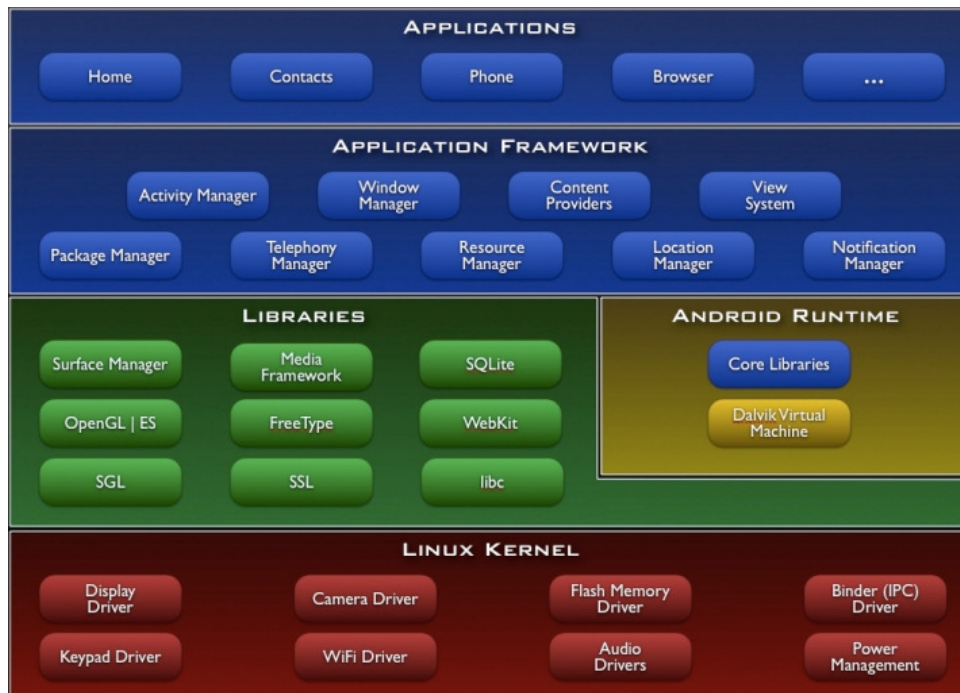 APPLICATIONS
Home
Contacts
Phone
Browser
...
APPLICATION FRAMEWORK
Activity Manager
Window
Manager
Content
Providers
View
System
Package Manager
Telephony
Manager
Resource
Manager
Location
Manager
Notification
Manager
LIBRARIES
Surface Manager
Media
Framework
SQLite
OpenGL | ES
FreeType
WebKit
SGL
SSL
libc
ANDROID RUNTIME
Core Libraries
Dalvik Virtual
Machine
LINUX KERNEL
Display
Driver
Camera Driver
Flash Memory
Driver
Binder (IPC)
Driver
Keypad Driver
WiFi Driver
Audio
Drivers
Power
Management